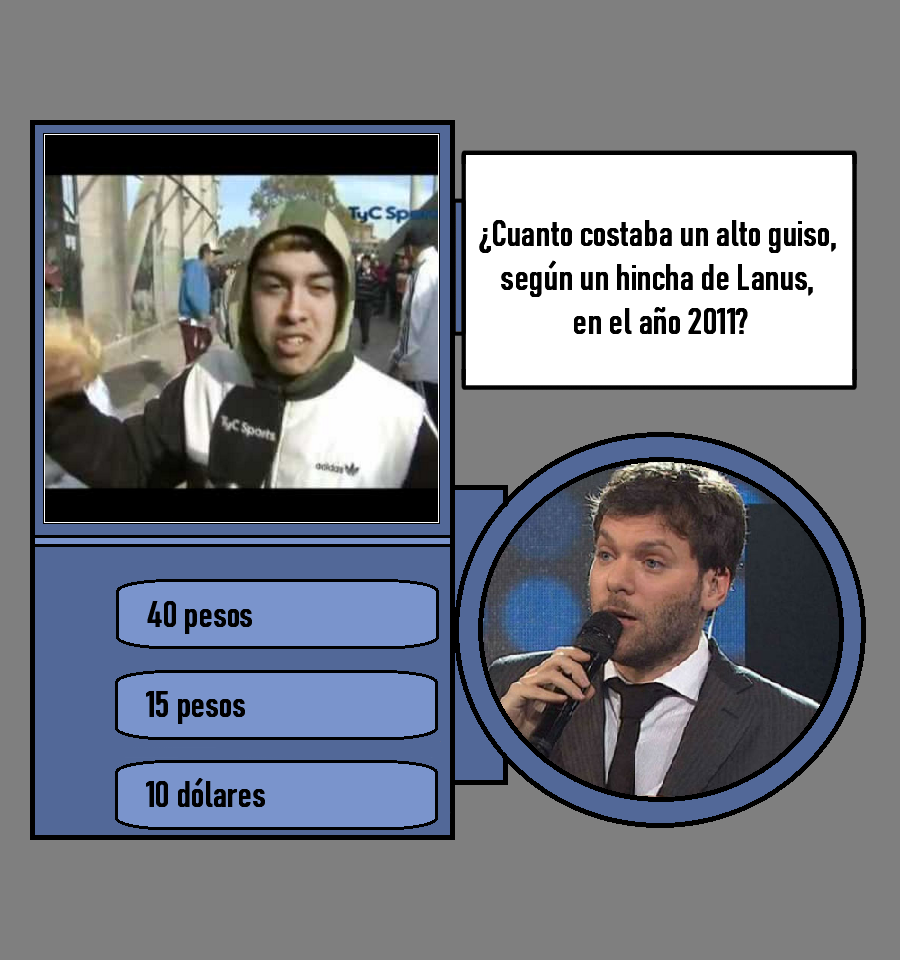 TyC Spo
TyC Sports
adidas
¿Cuanto costaba un alto guiso,
según un hincha de Lanus,
en el año 2011?
40 pesos
15 pesos
10 dólares